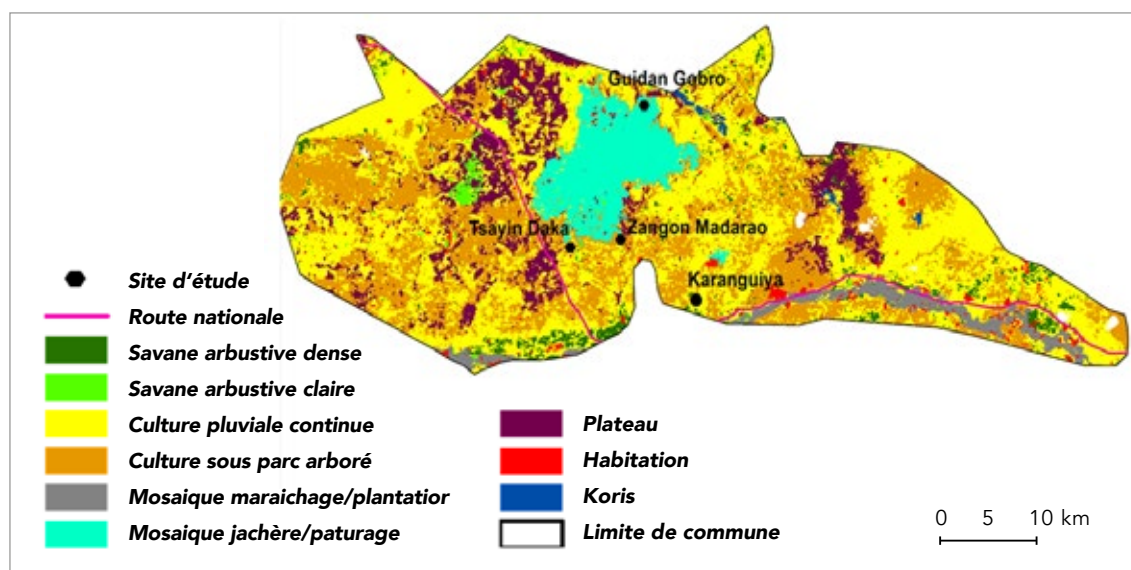 Guidan Gobro
Tsayin Daka
Zangon Madarao
Karanguiya
Site d'étude
Route nationale
Savane arbustive dense
Savane arbustive claire
Culture pluviale continue
Culture sous parc arboré
Mosaique maraichage/plantatior
Mosaique jachère/paturage
Plateau
Habitation
Koris
Limite de commune
0 5 10 km